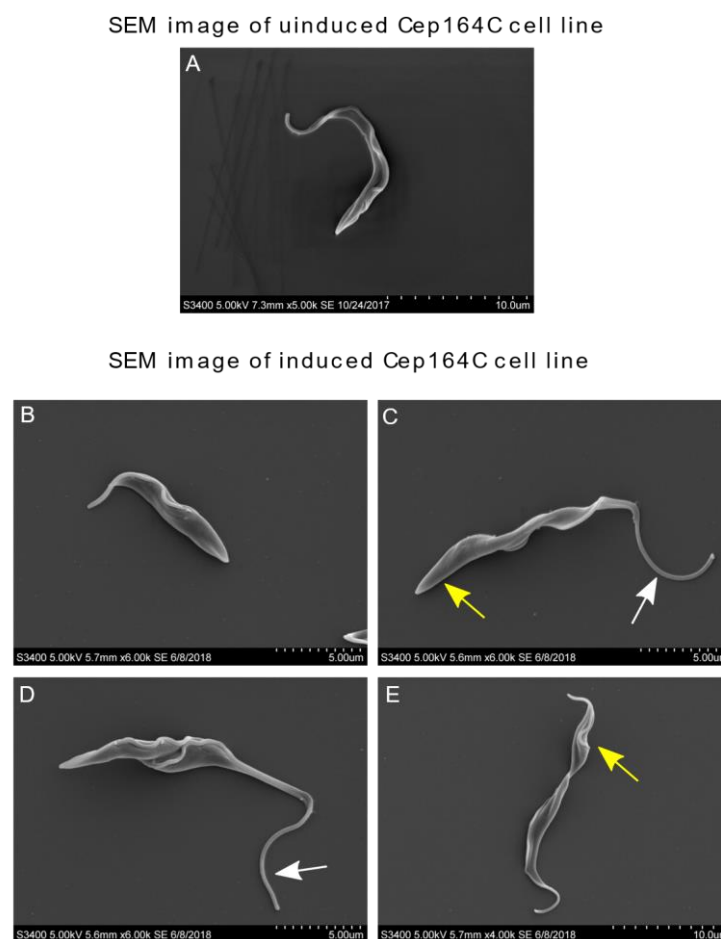 SEM image of uinduced Cep164C cell line
A
S3400 5.00kV 7.3mm x5.00k SE 10/24/2017 10.0um
SEM image of induced Cep164C cell line
B
S3400 5.00kV 5.7mm x6.00k SE 6/8/2018 5.00um
C
S3400 5.00kV 5.6mm x6.00k SE 6/8/2018 5.00u
D
S3400 5.00kV 5.6mm x6.00k SE 6/8/2018 5.00um
E
S3400 5.00kV 5.7mm x4.00k SE 6/8/2018 10.0u